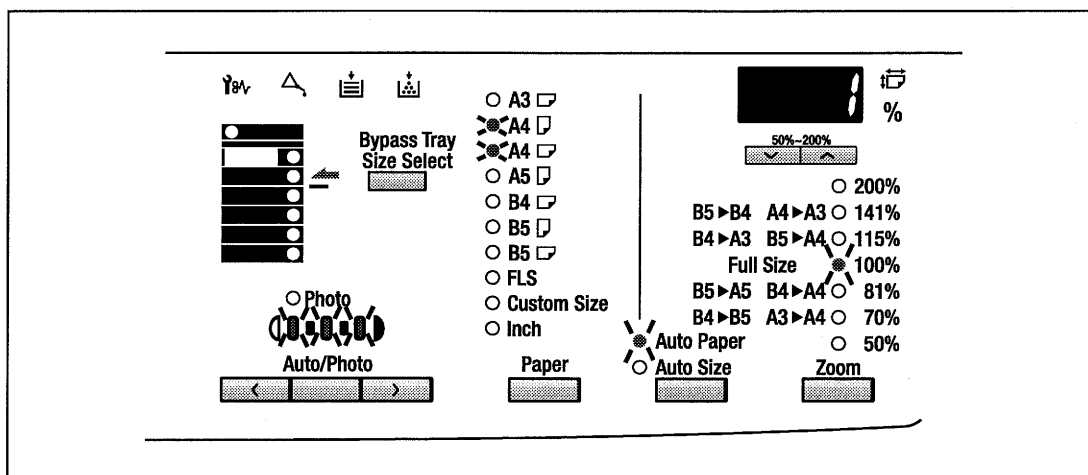 Bypass Tray
Size Select
Photo
Auto/Photo
< >
A3
A4
A4
A5
B4
B5
B5
FLS
Custom Size
Inch
Paper
1
%
50%~200%
200%
B5▶B4 A4▶A3 141%
B4▶A3 B5▶A4 115%
Full Size 100%
B5▶A5 B4▶A4 81%
B4▶B5 A3▶A4 70%
50%
Auto Paper
Auto Size
Zoom